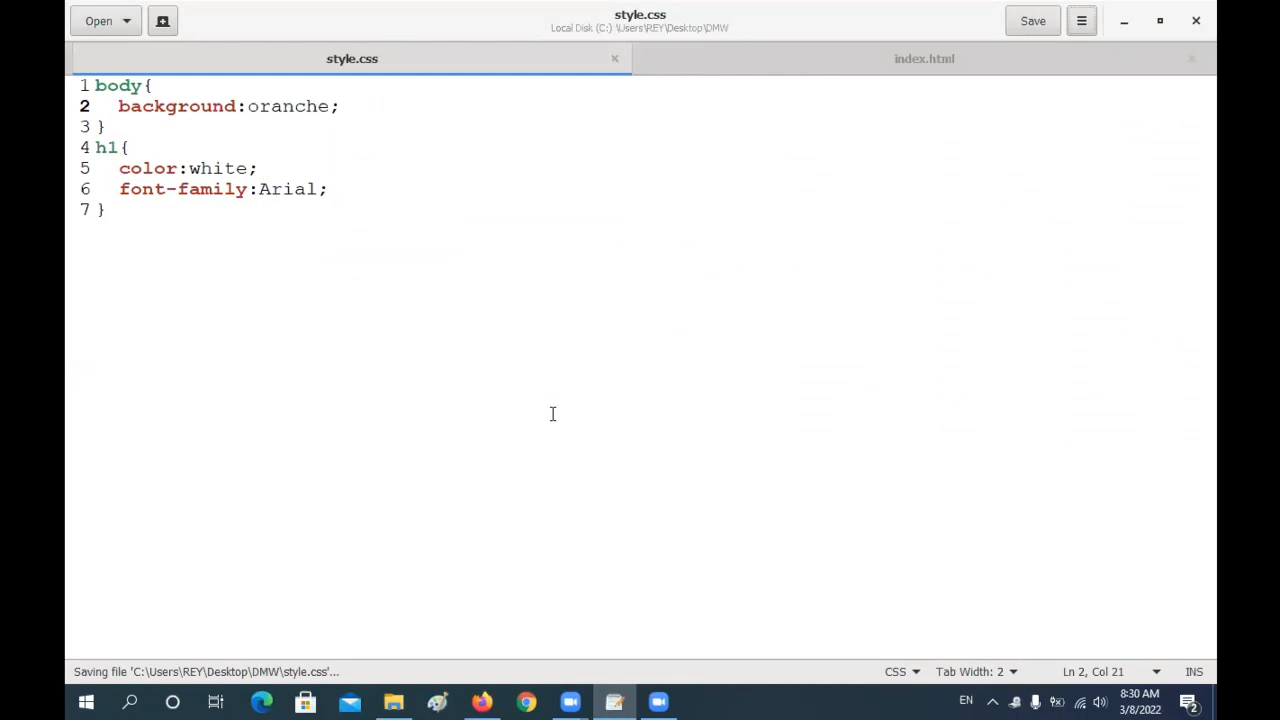 Open
style.css
Local Disk (C:) \Users\REY\Desktop\DMW
Save
style.css
index.html
1 body{
2 background:oranche;
3 }
4 h1{
5 color:white;
6 font-family:Arial;
7 }
Saving file 'C:\Users\REY\Desktop\DMW\style.css'...
CSS
Tab Width: 2
Ln 2, Col 21
INS
EN
8:30 AM
3/8/2022
2